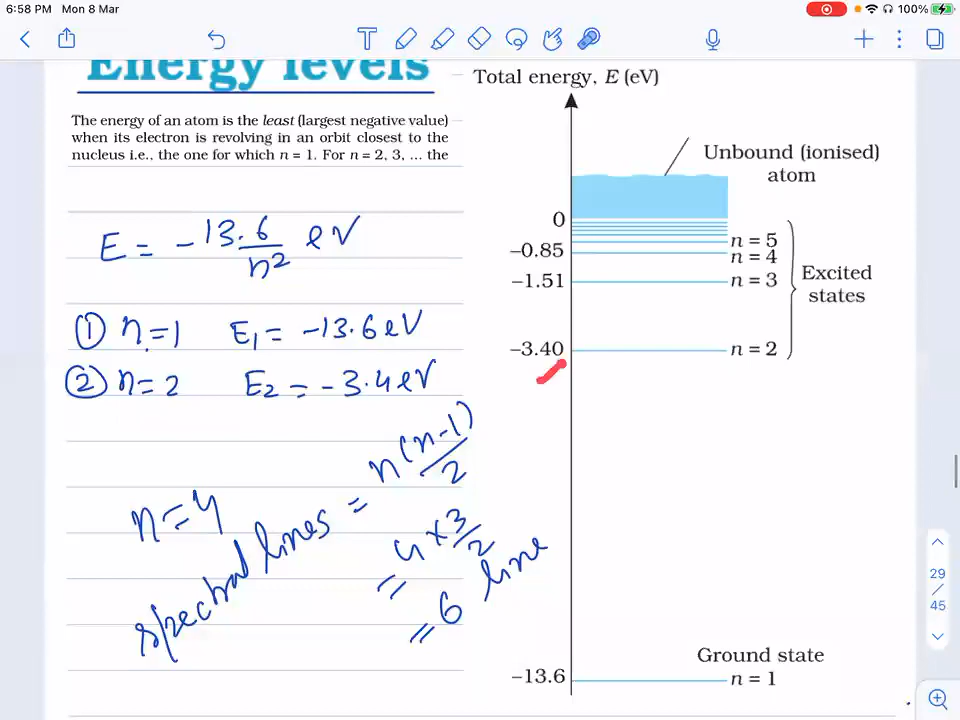 6:58 PM Mon 8 Mar
100%
Energy levels
The energy of an atom is the least (largest negative value)
when its electron is revolving in an orbit closest to the
nucleus i.e., the one for which n = 1. For n = 2, 3, ... the
E = -13.6/n² eV
① n=1 E₁ = -13.6eV
② n=2 E₂ = -3.4eV
n=4
spectral lines = n(n-1)/2
= 4×3/2
= 6 line
Total energy, E (eV)
Unbound (ionised)
atom
0
n = 5
−0.85
n = 4
−1.51
n = 3
Excited
states
−3.40
n = 2
Ground state
−13.6
n = 1
29
/
45